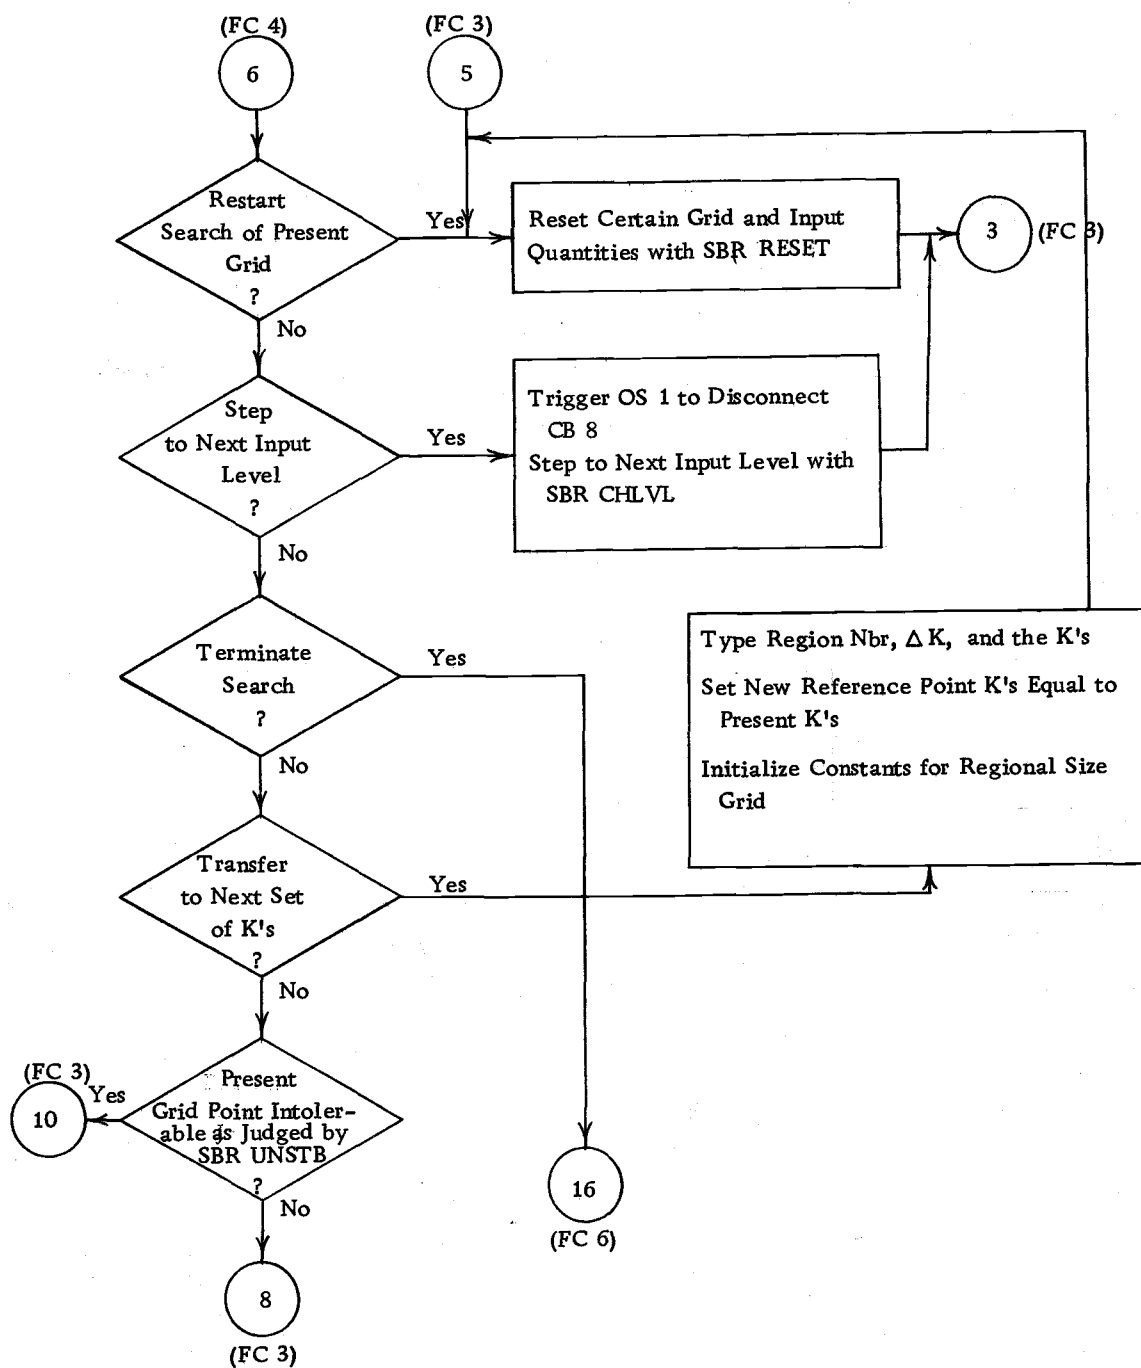 (FC 4)
6
(FC 3)
5
Restart
Search of Present
Grid
?
Yes
Reset Certain Grid and Input
Quantities with SBR RESET
3
(FC 3)
No
Step
to Next Input
Level
?
Yes
Trigger OS 1 to Disconnect
CB 8
Step to Next Input Level with
SBR CHLVL
No
Terminate
Search
?
Yes
Type Region Nbr, Δ K, and the K's
Set New Reference Point K's Equal to
Present K's
Initialize Constants for Regional Size
Grid
No
Transfer
to Next Set
of K's
?
Yes
No
(FC 3)
10
Yes
Present
Grid Point Intoler-
able as Judged by
SBR UNSTB
?
No
16
(FC 6)
8
(FC 3)